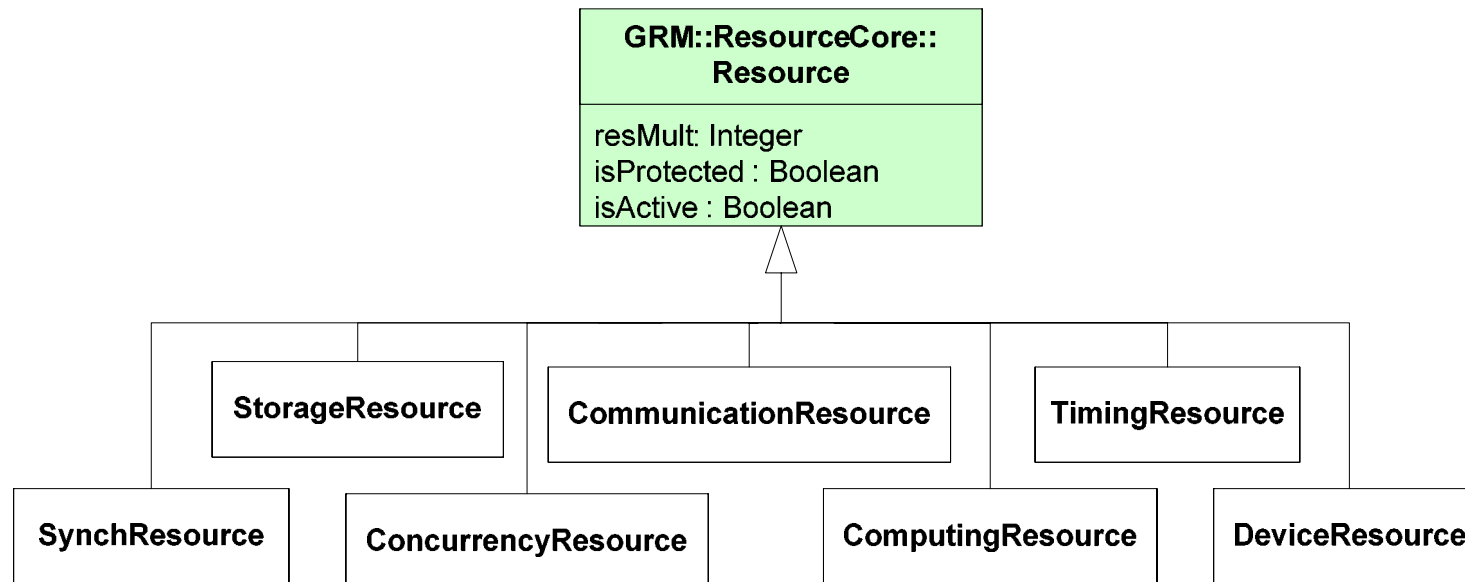 GRM::ResourceCore::
Resource
resMult: Integer
isProtected : Boolean
isActive : Boolean
StorageResource
CommunicationResource
TimingResource
SynchResource
ConcurrencyResource
ComputingResource
DeviceResource